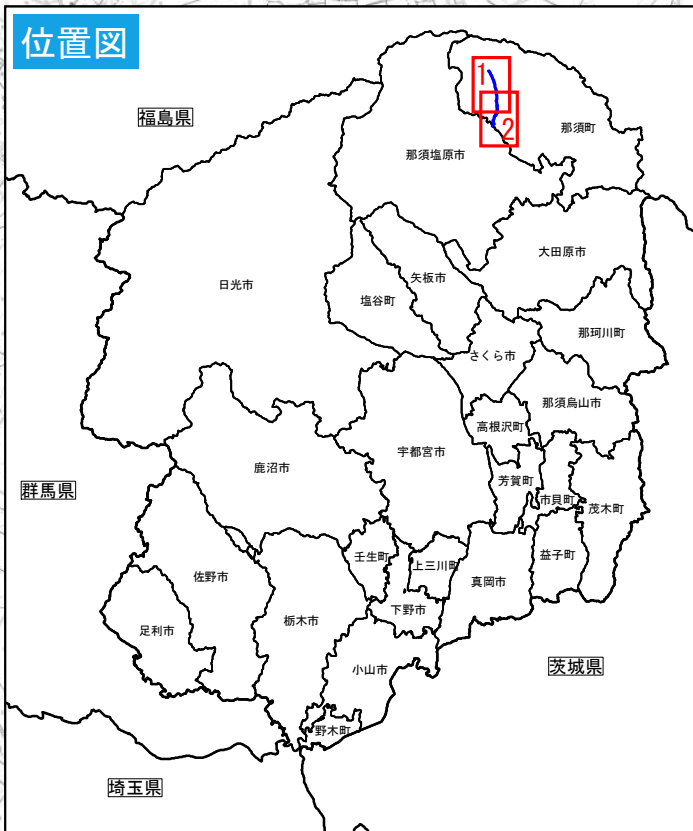 位置図
1
2
福島県
那須町
那須塩原市
大田原市
日光市
矢板市
塩谷町
那珂川町
さくら市
那須烏山市
高根沢町
宇都宮市
鹿沼市
芳賀町
市貝町
茂木町
群馬県
壬生町
上三川町
益子町
佐野市
真岡市
下野市
栃木市
足利市
小山市
茨城県
野木町
埼玉県